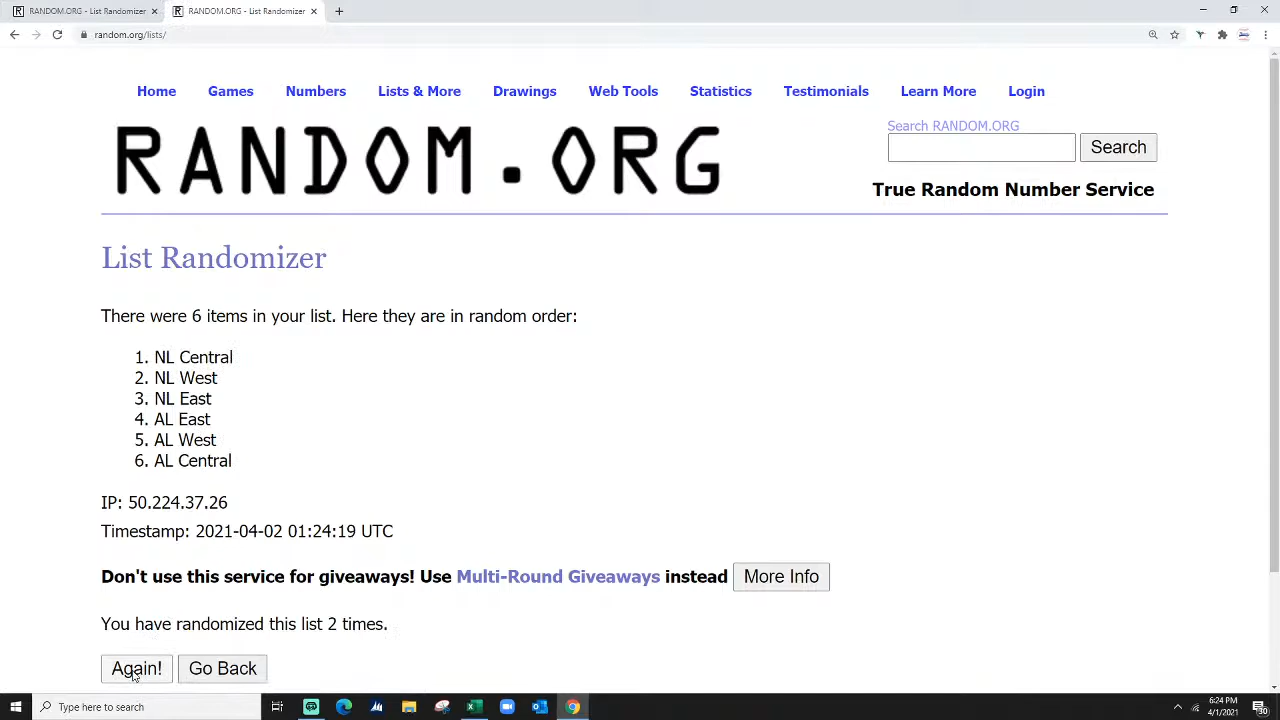 RANDOM.ORG - List Randomizer
RANDOM.ORG - List Randomizer
random.org/lists/
Home Games Numbers Lists & More Drawings Web Tools Statistics Testimonials Learn More Login
RANDOM.ORG
Search RANDOM.ORG
Search
True Random Number Service
List Randomizer
There were 6 items in your list. Here they are in random order:
1. NL Central
2. NL West
3. NL East
4. AL East
5. AL West
6. AL Central
IP: 50.224.37.26
Timestamp: 2021-04-02 01:24:19 UTC
Don't use this service for giveaways! Use Multi-Round Giveaways instead More Info
You have randomized this list 2 times.
Again! Go Back
Type here to search
6:24 PM
4/1/2021
30